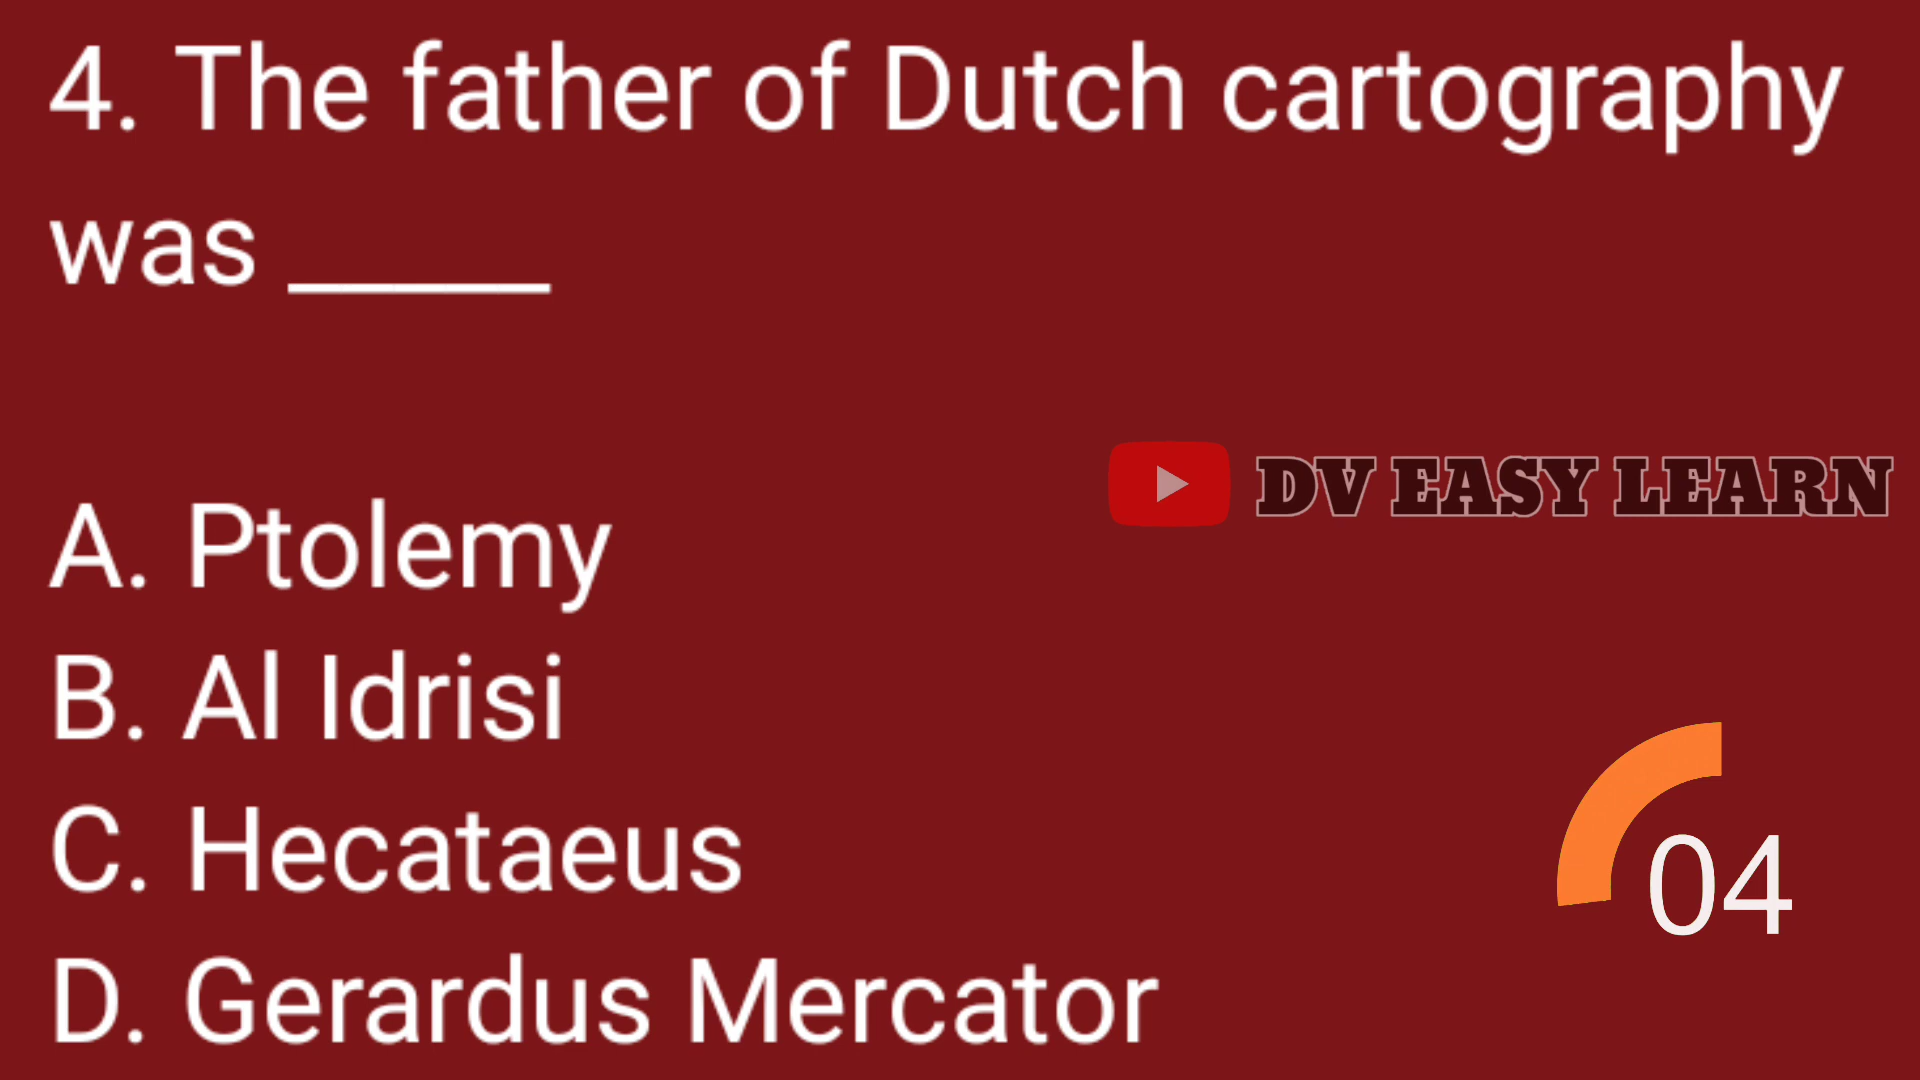 4. The father of Dutch cartography
was _____
DV EASY LEARN
A. Ptolemy
B. Al Idrisi
C. Hecataeus
04
D. Gerardus Mercator